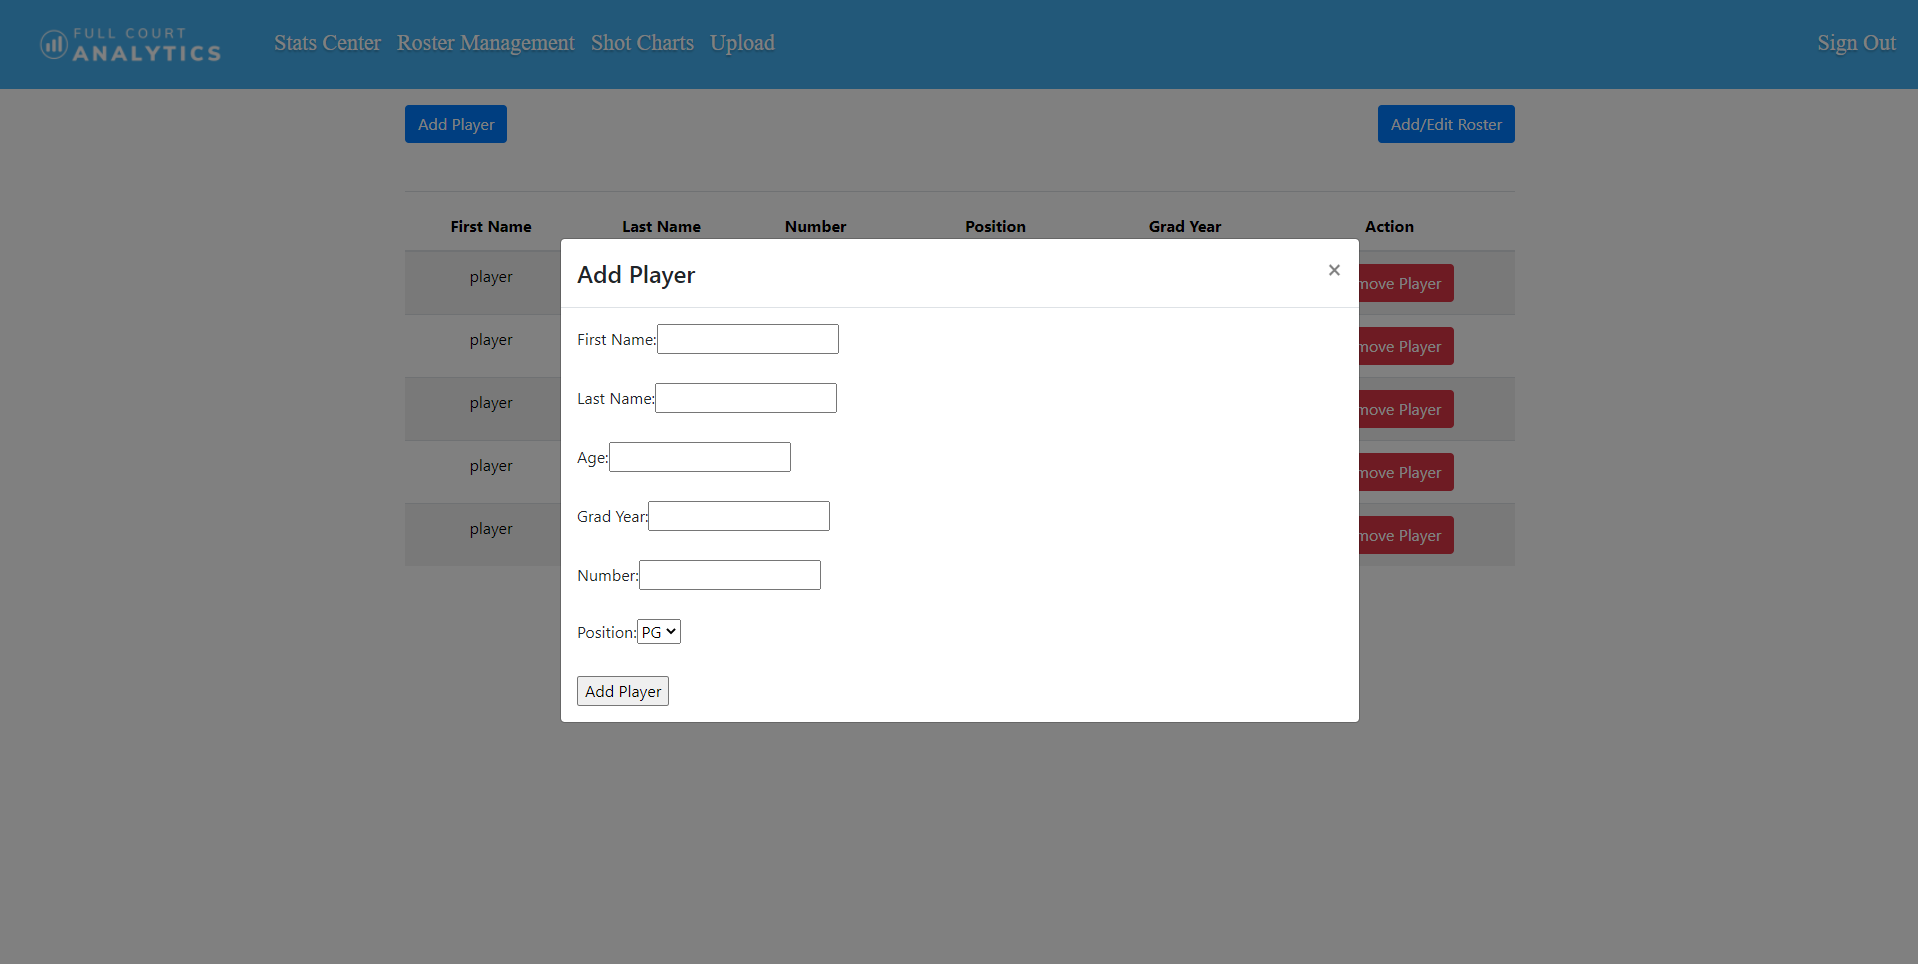 FULL COURT
ANALYTICS
Stats Center Roster Management Shot Charts Upload Sign Out
Add Player Add/Edit Roster
First Name Last Name Number Position Grad Year Action
player move Player
player move Player
player move Player
player move Player
player move Player
Add Player ×
First Name:
Last Name:
Age:
Grad Year:
Number:
Position: PG
Add Player